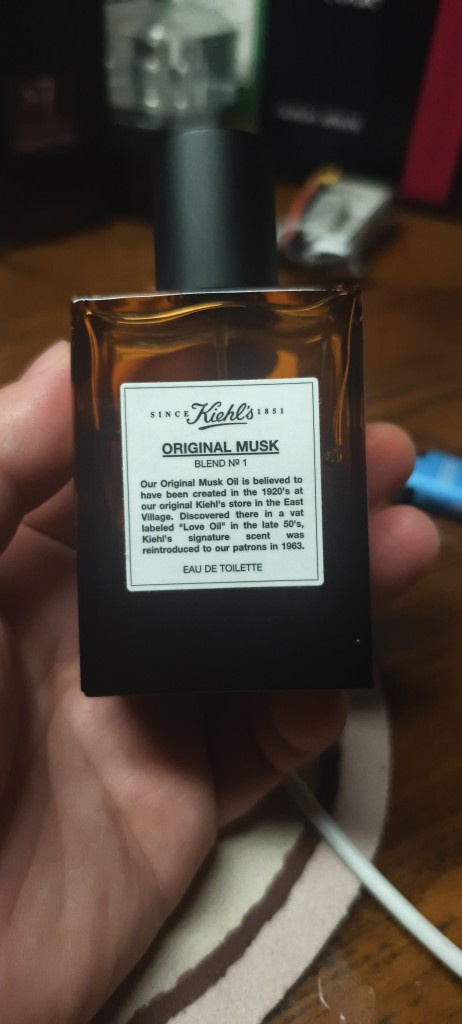 SINCE Kiehl's 1851
ORIGINAL MUSK
BLEND Nº 1
Our Original Musk Oil is believed to
have been created in the 1920's at
our original Kiehl's store in the East
Village. Discovered there in a vat
labeled "Love Oil" in the late 50's,
Kiehl's signature scent was
reintroduced to our patrons in 1963.
EAU DE TOILETTE